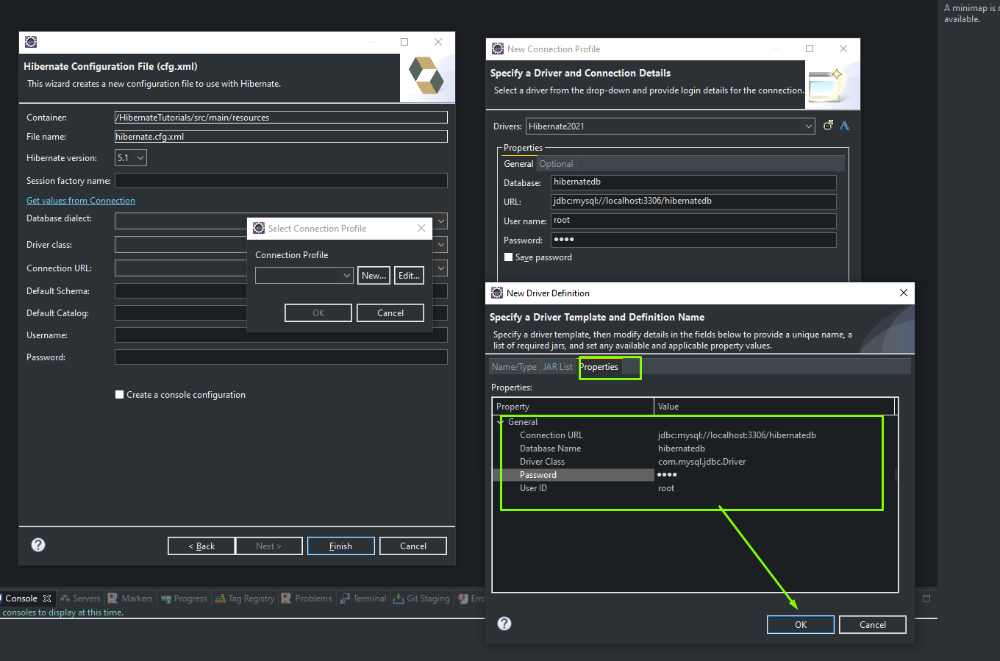 A minimap is
available.
Hibernate Configuration File (cfg.xml)
This wizard creates a new configuration file to use with Hibernate.
Container: /HibernateTutorials/src/main/resources
File name: hibernate.cfg.xml
Hibernate version: 5.1
Session factory name:
Get values from Connection
Database dialect:
Driver class:
Connection URL:
Default Schema:
Default Catalog:
Username:
Password:
Create a console configuration
< Back
Next >
Finish
Cancel
Select Connection Profile
Connection Profile
New...
Edit...
OK
Cancel
New Connection Profile
Specify a Driver and Connection Details
Select a driver from the drop-down and provide login details for the connection.
Drivers: Hibernate2021
Properties
General Optional
Database: hibernatedb
URL: jdbc:mysql://localhost:3306/hibernatedb
User name: root
Password: ●●●●
Save password
New Driver Definition
Specify a Driver Template and Definition Name
Specify a driver template, then modify details in the fields below to provide a unique name, a
list of required jars, and set any available and applicable property values.
Name/Type JAR List Properties
Properties:
Property Value
General
Connection URL jdbc:mysql://localhost:3306/hibernatedb
Database Name hibernatedb
Driver Class com.mysql.jdbc.Driver
Password ●●●●
User ID root
OK
Cancel
Console Servers Markers Progress Tag Registry Problems Terminal Git Staging
consoles to display at this time.